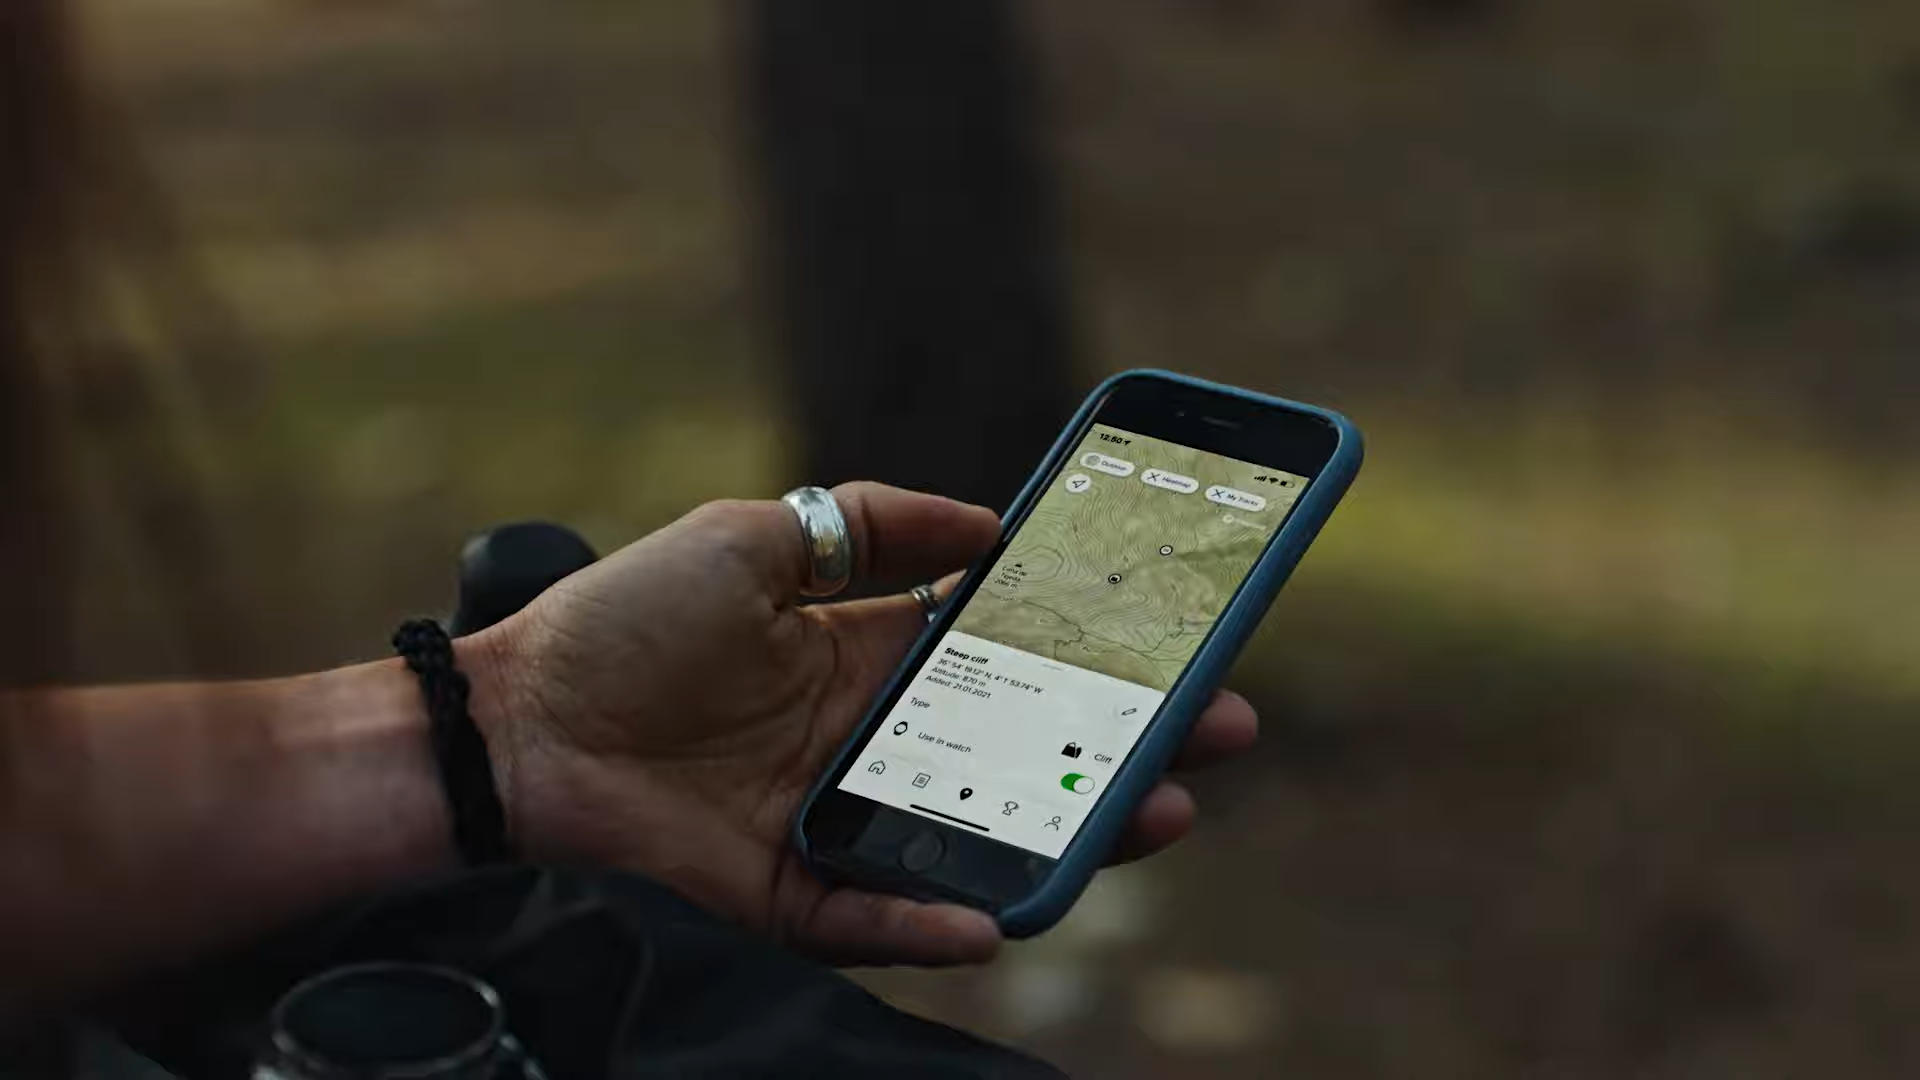 12:50
Outdoor
Heatmap
My Tracks
Steep cliff
36° 54' 19.12" N, 4° 1' 53.74" W
Altitude: 870 m
Added: 21.01.2021
Type
Cliff
Use in watch